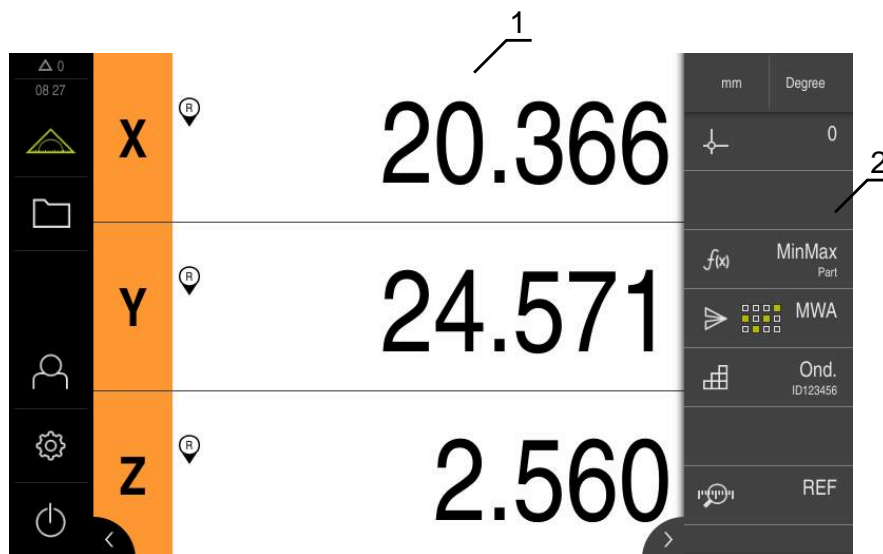 1
0
08 27
mm Degree
X
R
20.366
0
2
Y
R
24.571
f(x) MinMax
Part
MWA
Ond.
ID123456
Z
R
2.560
REF